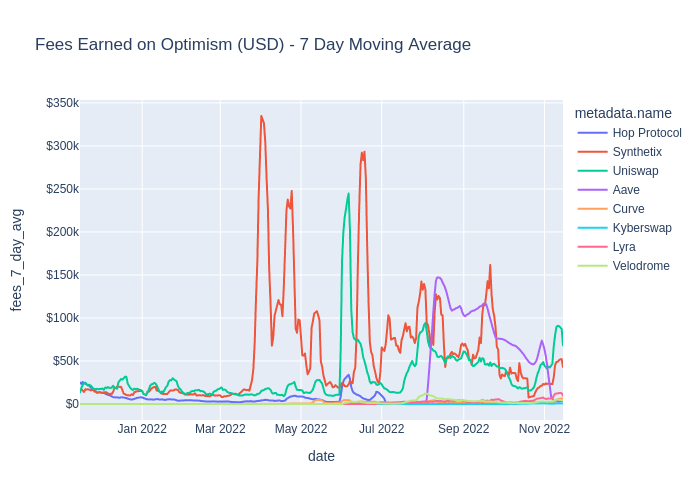 Fees Earned on Optimism (USD) - 7 Day Moving Average
metadata.name
Hop Protocol
Synthetix
Uniswap
Aave
Curve
Kyberswap
Lyra
Velodrome
fees_7_day_avg
$350k
$300k
$250k
$200k
$150k
$100k
$50k
$0
Jan 2022
Mar 2022
May 2022
Jul 2022
Sep 2022
Nov 2022
date